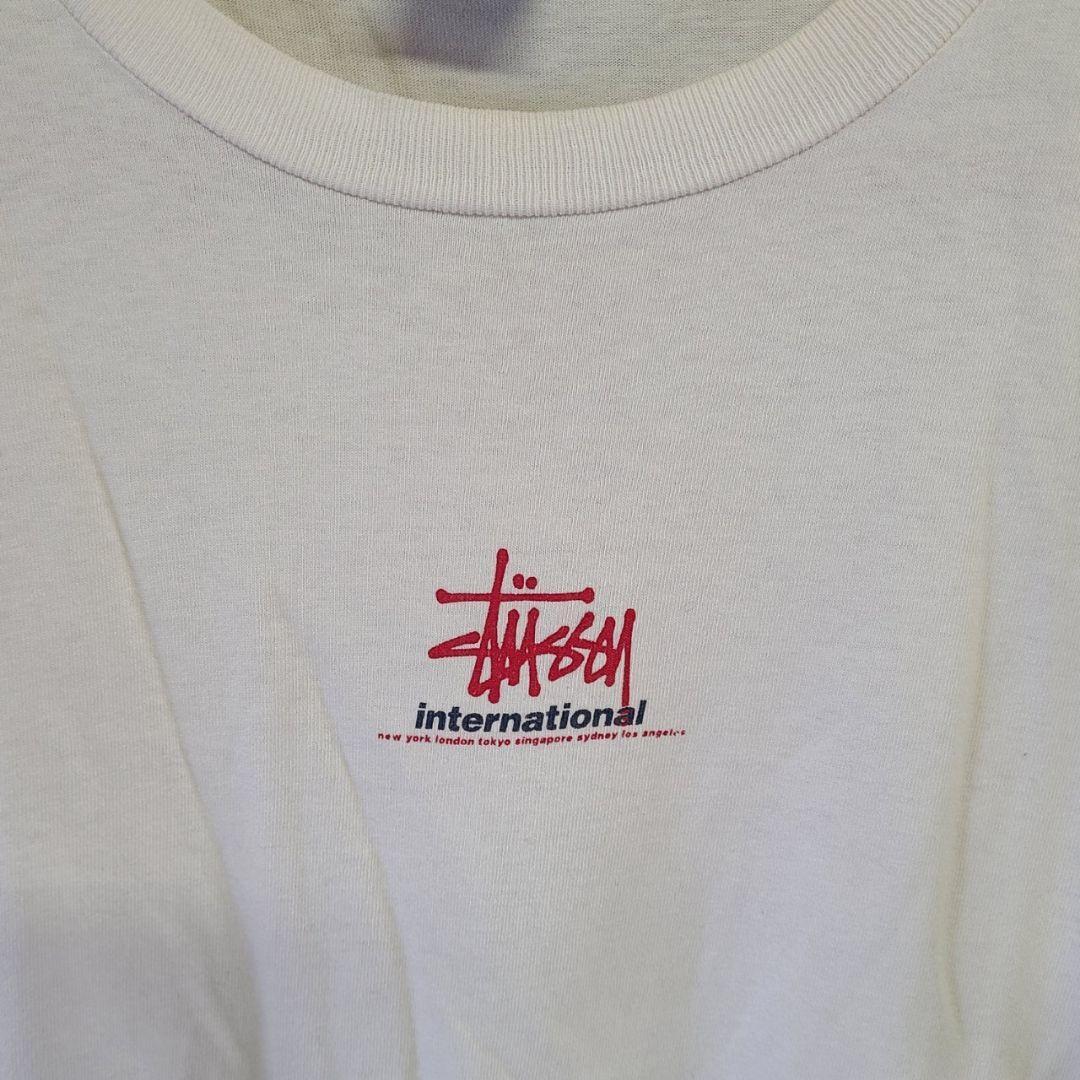 Stüssy
international
new york london tokyo singapore sydney los angeles